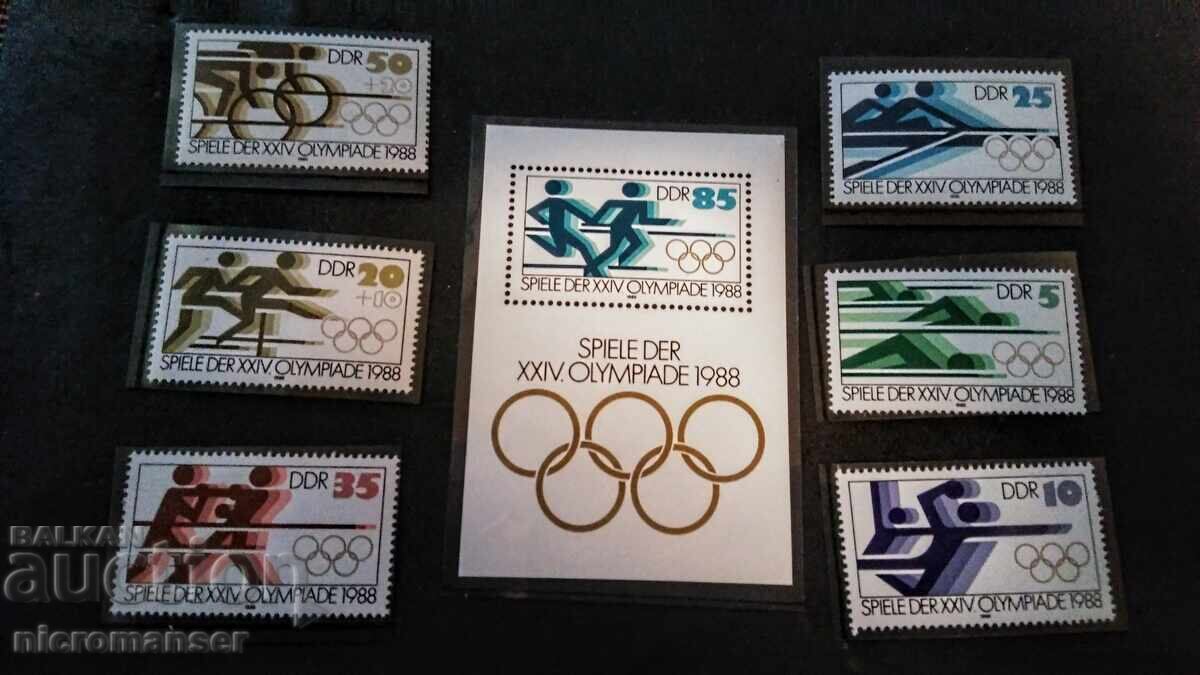 DDR 50
+20
SPIELE DER XXIV. OLYMPIADE 1988
DDR 20
+10
SPIELE DER XXIV. OLYMPIADE 1988
DDR 35
SPIELE DER XXIV. OLYMPIADE 1988
DDR 85
SPIELE DER XXIV. OLYMPIADE 1988
SPIELE DER
XXIV. OLYMPIADE 1988
DDR 25
SPIELE DER XXIV. OLYMPIADE 1988
DDR 5
SPIELE DER XXIV. OLYMPIADE 1988
DDR 10
SPIELE DER XXIV. OLYMPIADE 1988
BALKAN
auction
nicromanser